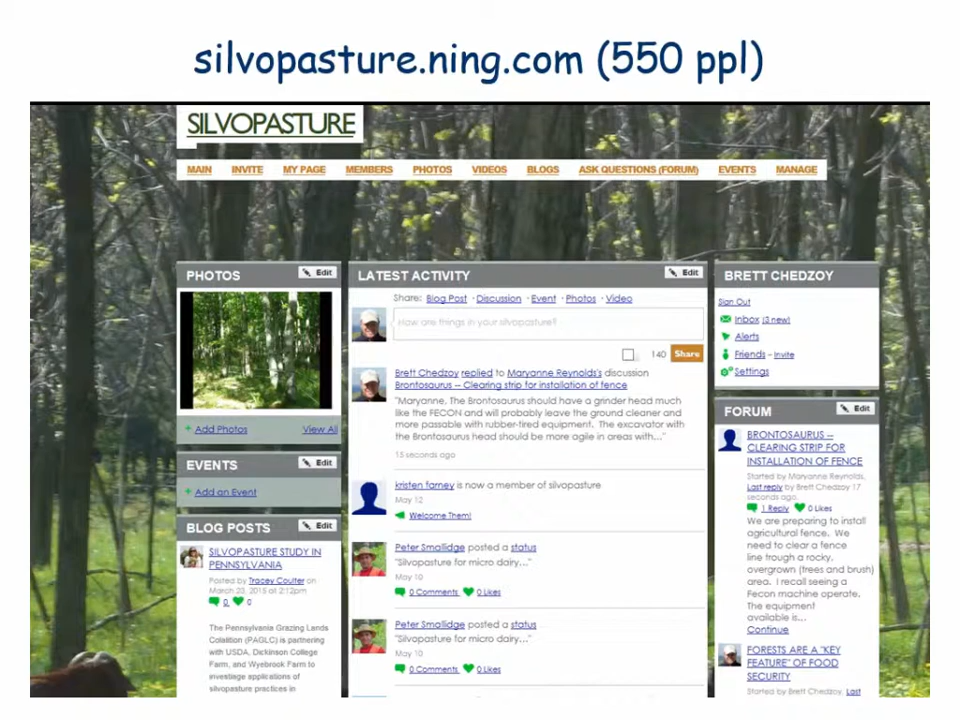 silvopasture.ning.com (550 ppl)
SILVOPASTURE
MAIN INVITE MY PAGE MEMBERS PHOTOS VIDEOS BLOGS ASK QUESTIONS (FORUM) EVENTS MANAGE
PHOTOS Edit
Add Photos View All
EVENTS Edit
Add an Event
BLOG POSTS Edit
SILVOPASTURE STUDY IN
PENNSYLVANIA
Posted by Tracey Coulter on
March 23, 2015 at 2:12pm
0 0
The Pennsylvania Grazing Lands
Coalition (PAGLC) is partnering
with USDA, Dickinson College
Farm, and Wyebrook Farm to
investigate applications of
silvopasture practices in
LATEST ACTIVITY Edit
Share: Blog Post · Discussion · Event · Photos · Video
How are things in your silvopasture?
140 Share
Brett Chedzoy replied to Maryanne Reynolds's discussion
Brontosaurus -- Clearing strip for installation of fence
"Maryanne, The Brontosaurus should have a grinder head much
like the FECON and will probably leave the ground cleaner and
more passable with rubber-tired equipment. The excavator with
the Brontosaurus head should be more agile in areas with…"
15 seconds ago
kristen farney is now a member of silvopasture
May 12
Welcome Them!
Peter Smallidge posted a status
"Silvopasture for micro dairy..."
May 10
0 Comments 0 Likes
Peter Smallidge posted a status
"Silvopasture for micro dairy..."
May 10
0 Comments 0 Likes
BRETT CHEDZOY
Sign Out
Inbox (3 new)
Alerts
Friends – Invite
Settings
FORUM Edit
BRONTOSAURUS --
CLEARING STRIP FOR
INSTALLATION OF FENCE
Started by Maryanne Reynolds.
Last reply by Brett Chedzoy 17
seconds ago.
1 Reply 0 Likes
We are preparing to install
agricultural fence. We
need to clear a fence
line trough a rocky,
overgrown (trees and brush)
area. I recall seeing a
Fecon machine operate.
The equipment
available is…
Continue
FORESTS ARE A "KEY
FEATURE" OF FOOD
SECURITY
Started by Brett Chedzoy. Last